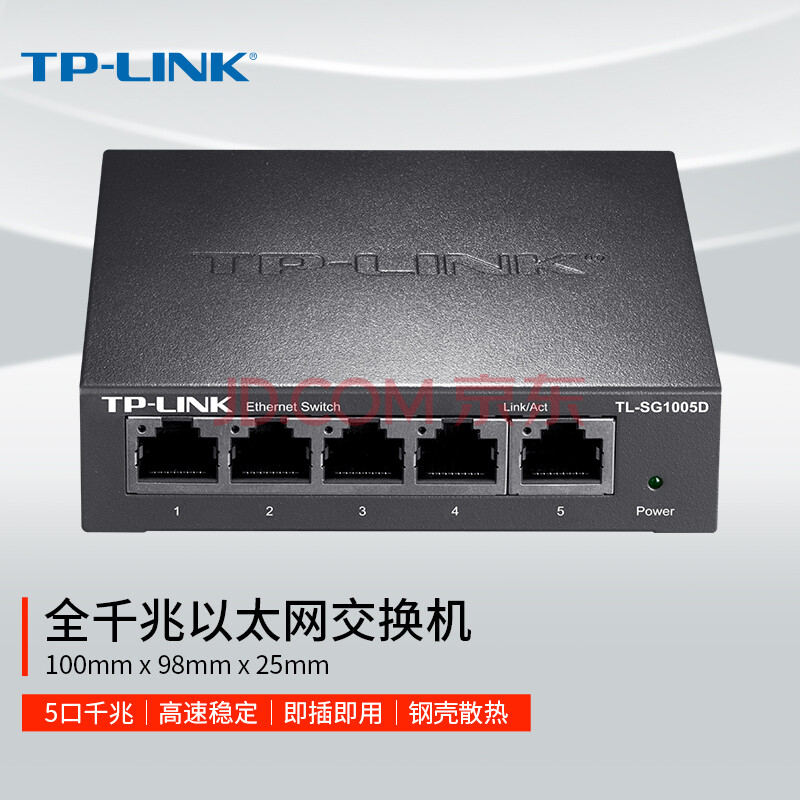 TP-LINK®
TP-LINK®
JD.COM 京东
TP-LINK Ethernet Switch Link/Act TL-SG1005D
1 2 3 4 5 Power
全千兆以太网交换机
100mm x 98mm x 25mm
5口千兆|高速稳定|即插即用|钢壳散热